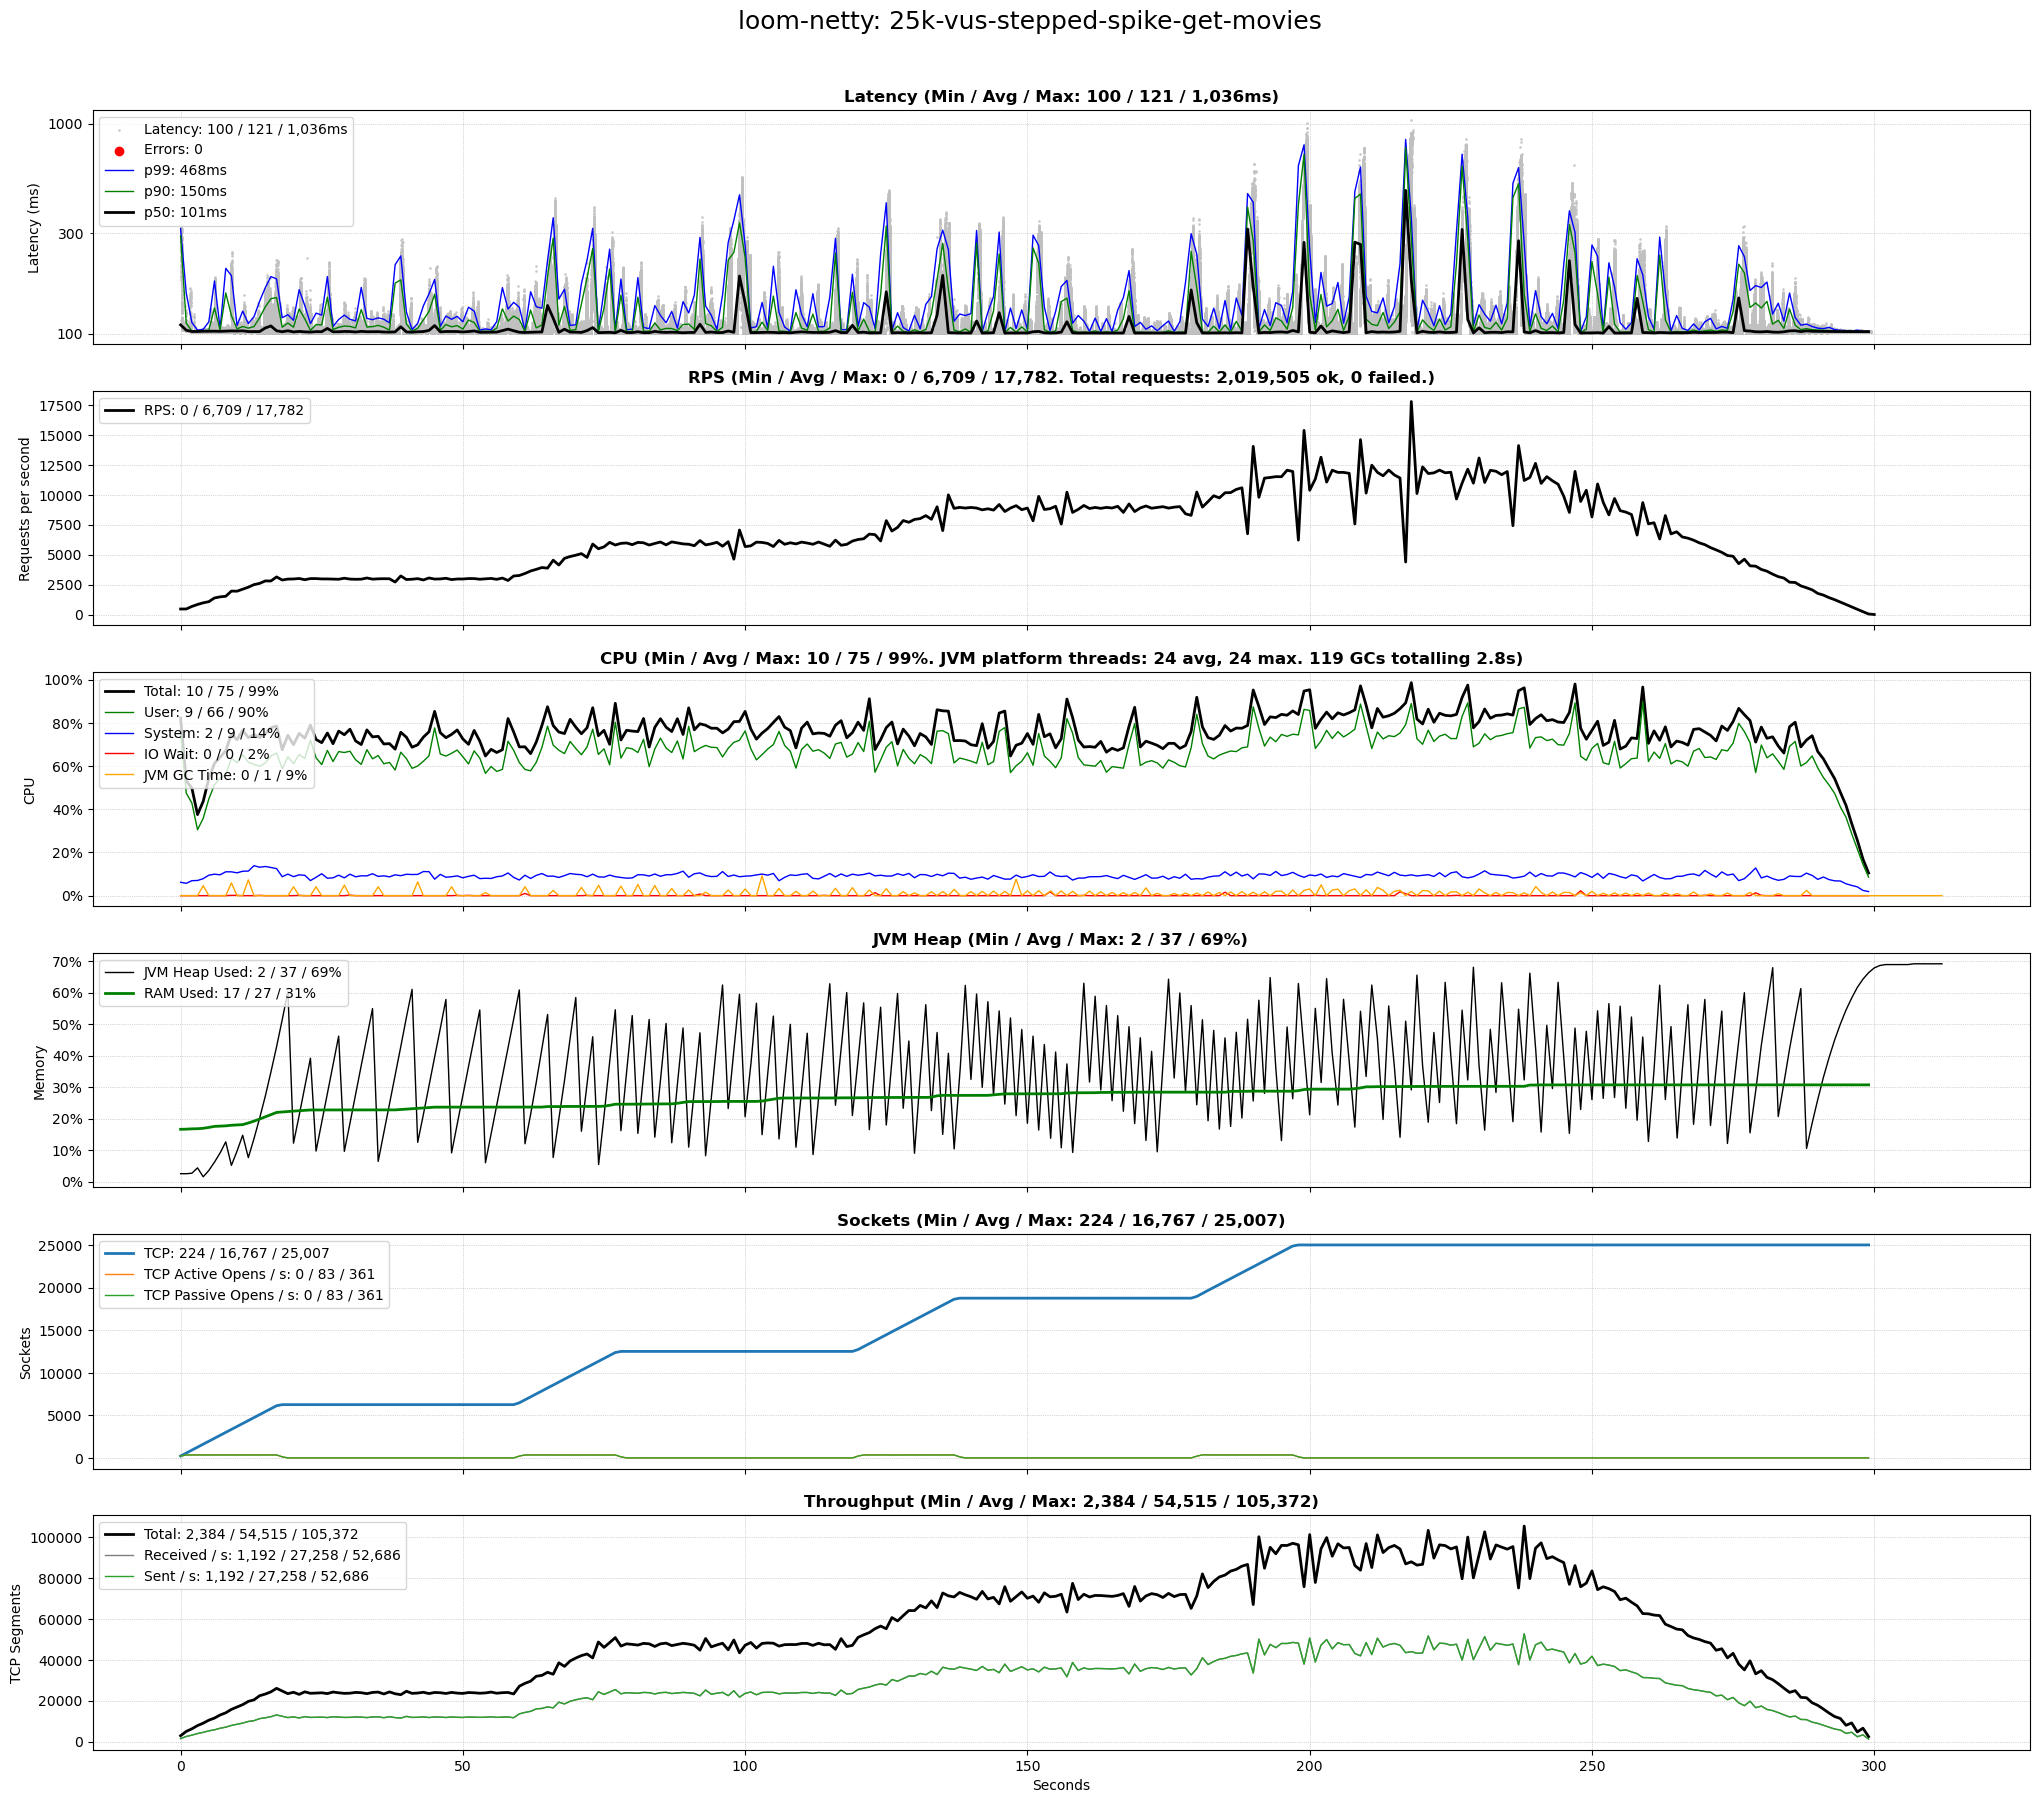 loom-netty: 25k-vus-stepped-spike-get-movies
Latency (Min / Avg / Max: 100 / 121 / 1,036ms)
Latency (ms)
1000
300
100
Latency: 100 / 121 / 1,036ms
Errors: 0
p99: 468ms
p90: 150ms
p50: 101ms
RPS (Min / Avg / Max: 0 / 6,709 / 17,782. Total requests: 2,019,505 ok, 0 failed.)
Requests per second
17500
15000
12500
10000
7500
5000
2500
0
RPS: 0 / 6,709 / 17,782
CPU (Min / Avg / Max: 10 / 75 / 99%. JVM platform threads: 24 avg, 24 max. 119 GCs totalling 2.8s)
CPU
100%
80%
60%
40%
20%
0%
Total: 10 / 75 / 99%
User: 9 / 66 / 90%
System: 2 / 9 / 14%
IO Wait: 0 / 0 / 2%
JVM GC Time: 0 / 1 / 9%
JVM Heap (Min / Avg / Max: 2 / 37 / 69%)
Memory
70%
60%
50%
40%
30%
20%
10%
0%
JVM Heap Used: 2 / 37 / 69%
RAM Used: 17 / 27 / 31%
Sockets (Min / Avg / Max: 224 / 16,767 / 25,007)
Sockets
25000
20000
15000
10000
5000
0
TCP: 224 / 16,767 / 25,007
TCP Active Opens / s: 0 / 83 / 361
TCP Passive Opens / s: 0 / 83 / 361
Throughput (Min / Avg / Max: 2,384 / 54,515 / 105,372)
TCP Segments
100000
80000
60000
40000
20000
0
Total: 2,384 / 54,515 / 105,372
Received / s: 1,192 / 27,258 / 52,686
Sent / s: 1,192 / 27,258 / 52,686
0 50 100 150 200 250 300
Seconds